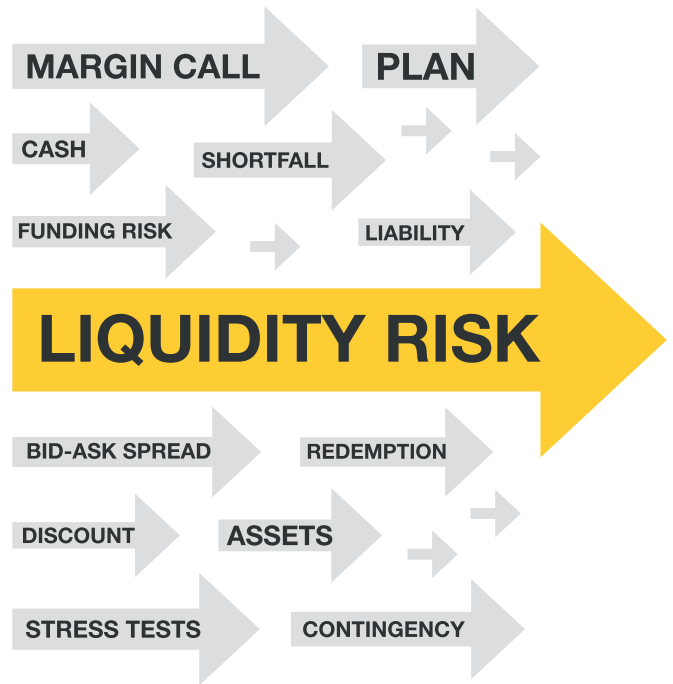 MARGIN CALL
PLAN
CASH
SHORTFALL
FUNDING RISK
LIABILITY
LIQUIDITY RISK
BID-ASK SPREAD
REDEMPTION
DISCOUNT
ASSETS
STRESS TESTS
CONTINGENCY